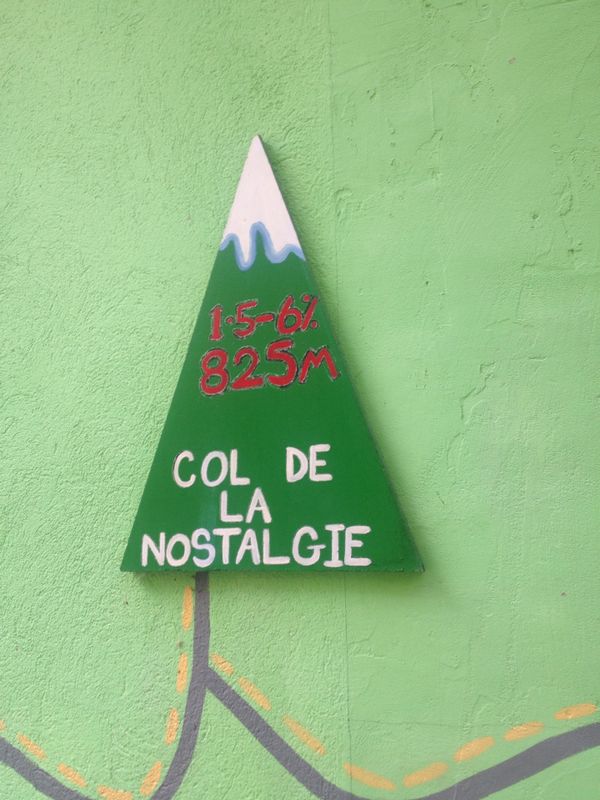 1·5-6%
825M
COL DE
LA
NOSTALGIE